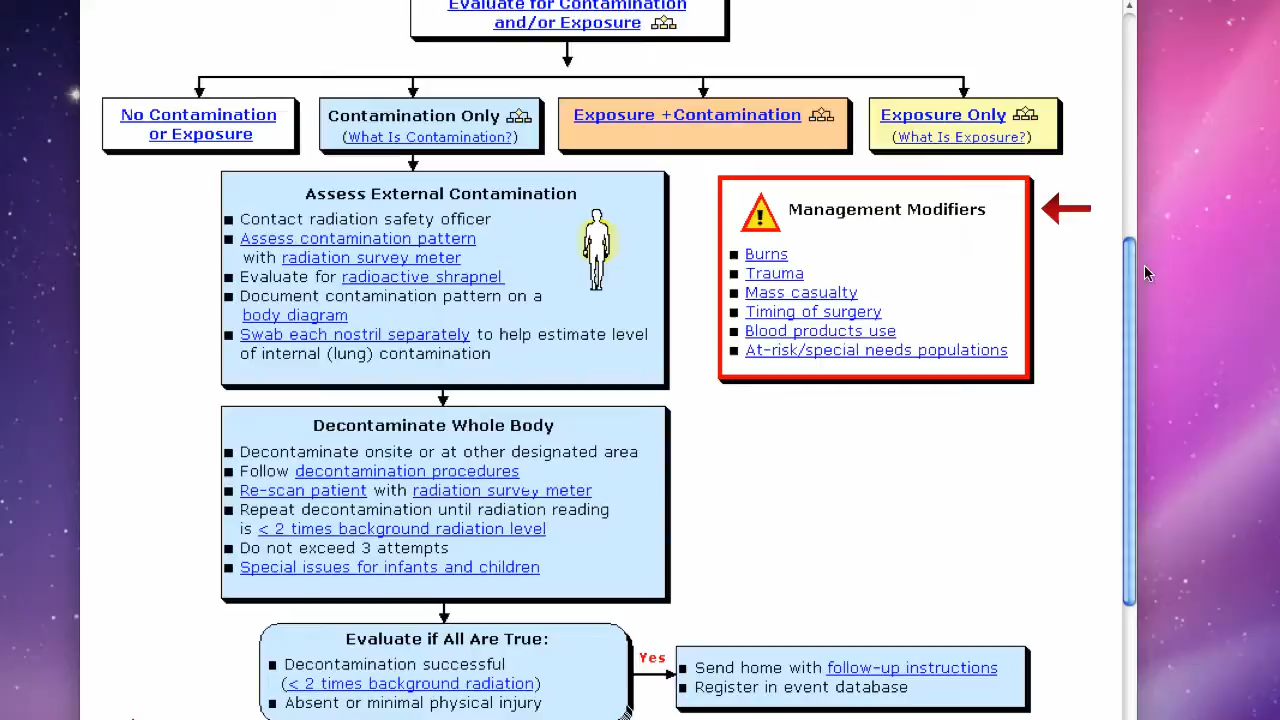 Evaluate for Contamination
and/or Exposure
No Contamination
or Exposure
Contamination Only
(What Is Contamination?)
Exposure +Contamination
Exposure Only
(What Is Exposure?)
Assess External Contamination
■ Contact radiation safety officer
■ Assess contamination pattern
with radiation survey meter
■ Evaluate for radioactive shrapnel
■ Document contamination pattern on a
body diagram
■ Swab each nostril separately to help estimate level
of internal (lung) contamination
! Management Modifiers
■ Burns
■ Trauma
■ Mass casualty
■ Timing of surgery
■ Blood products use
■ At-risk/special needs populations
Decontaminate Whole Body
■ Decontaminate onsite or at other designated area
■ Follow decontamination procedures
■ Re-scan patient with radiation survey meter
■ Repeat decontamination until radiation reading
is < 2 times background radiation level
■ Do not exceed 3 attempts
■ Special issues for infants and children
Evaluate if All Are True:
■ Decontamination successful
(< 2 times background radiation)
■ Absent or minimal physical injury
Yes
■ Send home with follow-up instructions
■ Register in event database